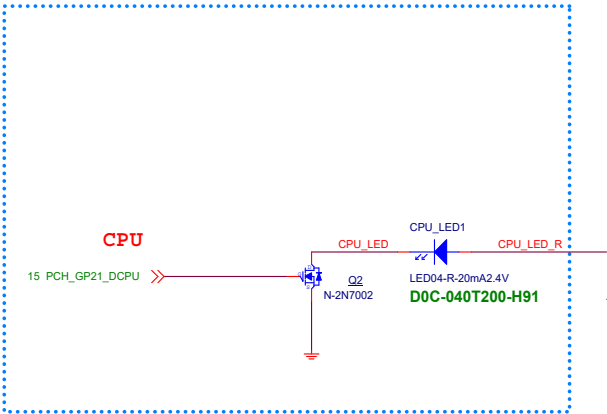 CPU_LED1
CPU
CPU_LED
CPU_LED_R
15 PCH_GP21_DCPU
Q2
LED04-R-20mA2.4V
N-2N7002
D0C-040T200-H91